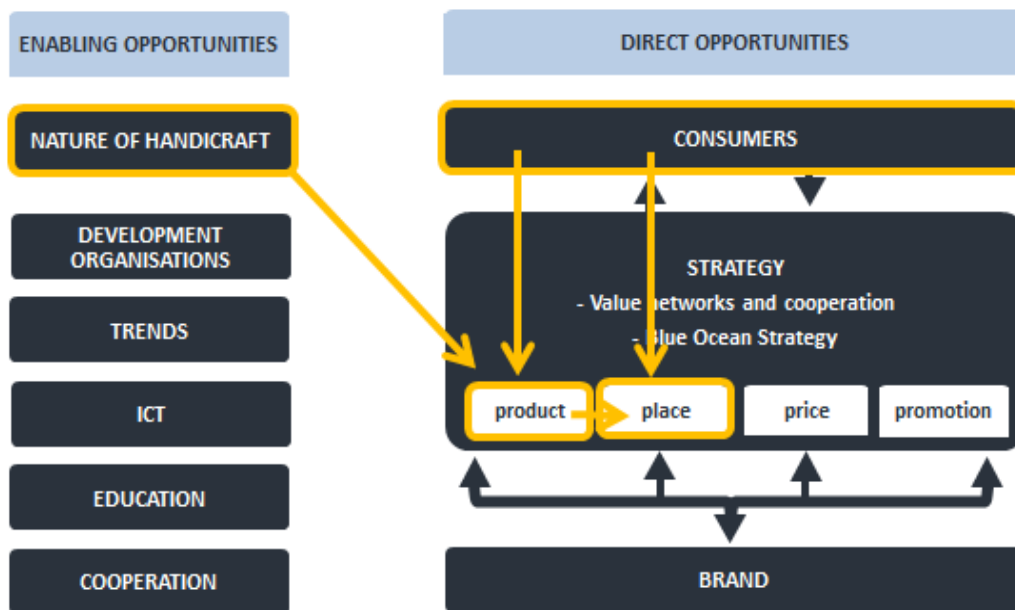 ENABLING OPPORTUNITIES
NATURE OF HANDICRAFT
DEVELOPMENT
ORGANISATIONS
TRENDS
ICT
EDUCATION
COOPERATION
DIRECT OPPORTUNITIES
CONSUMERS
STRATEGY
- Value networks and cooperation
- Blue Ocean Strategy
product
place
price
promotion
BRAND